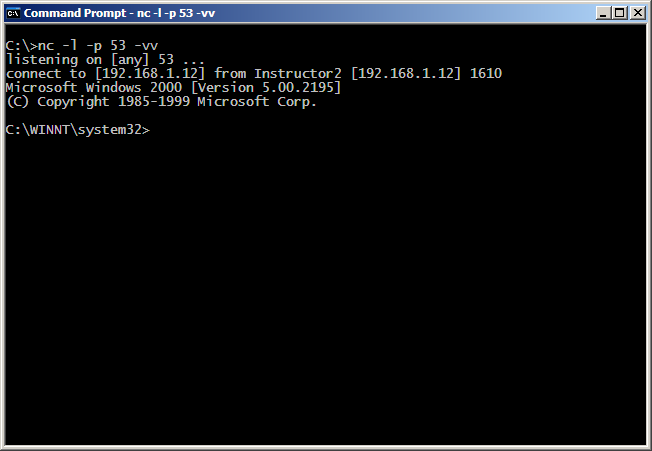 Command Prompt - nc -l -p 53 -vv
C:\>nc -l -p 53 -vv
listening on [any] 53 ...
connect to [192.168.1.12] from Instructor2 [192.168.1.12] 1610
Microsoft Windows 2000 [Version 5.00.2195]
(C) Copyright 1985-1999 Microsoft Corp.
C:\WINNT\system32>